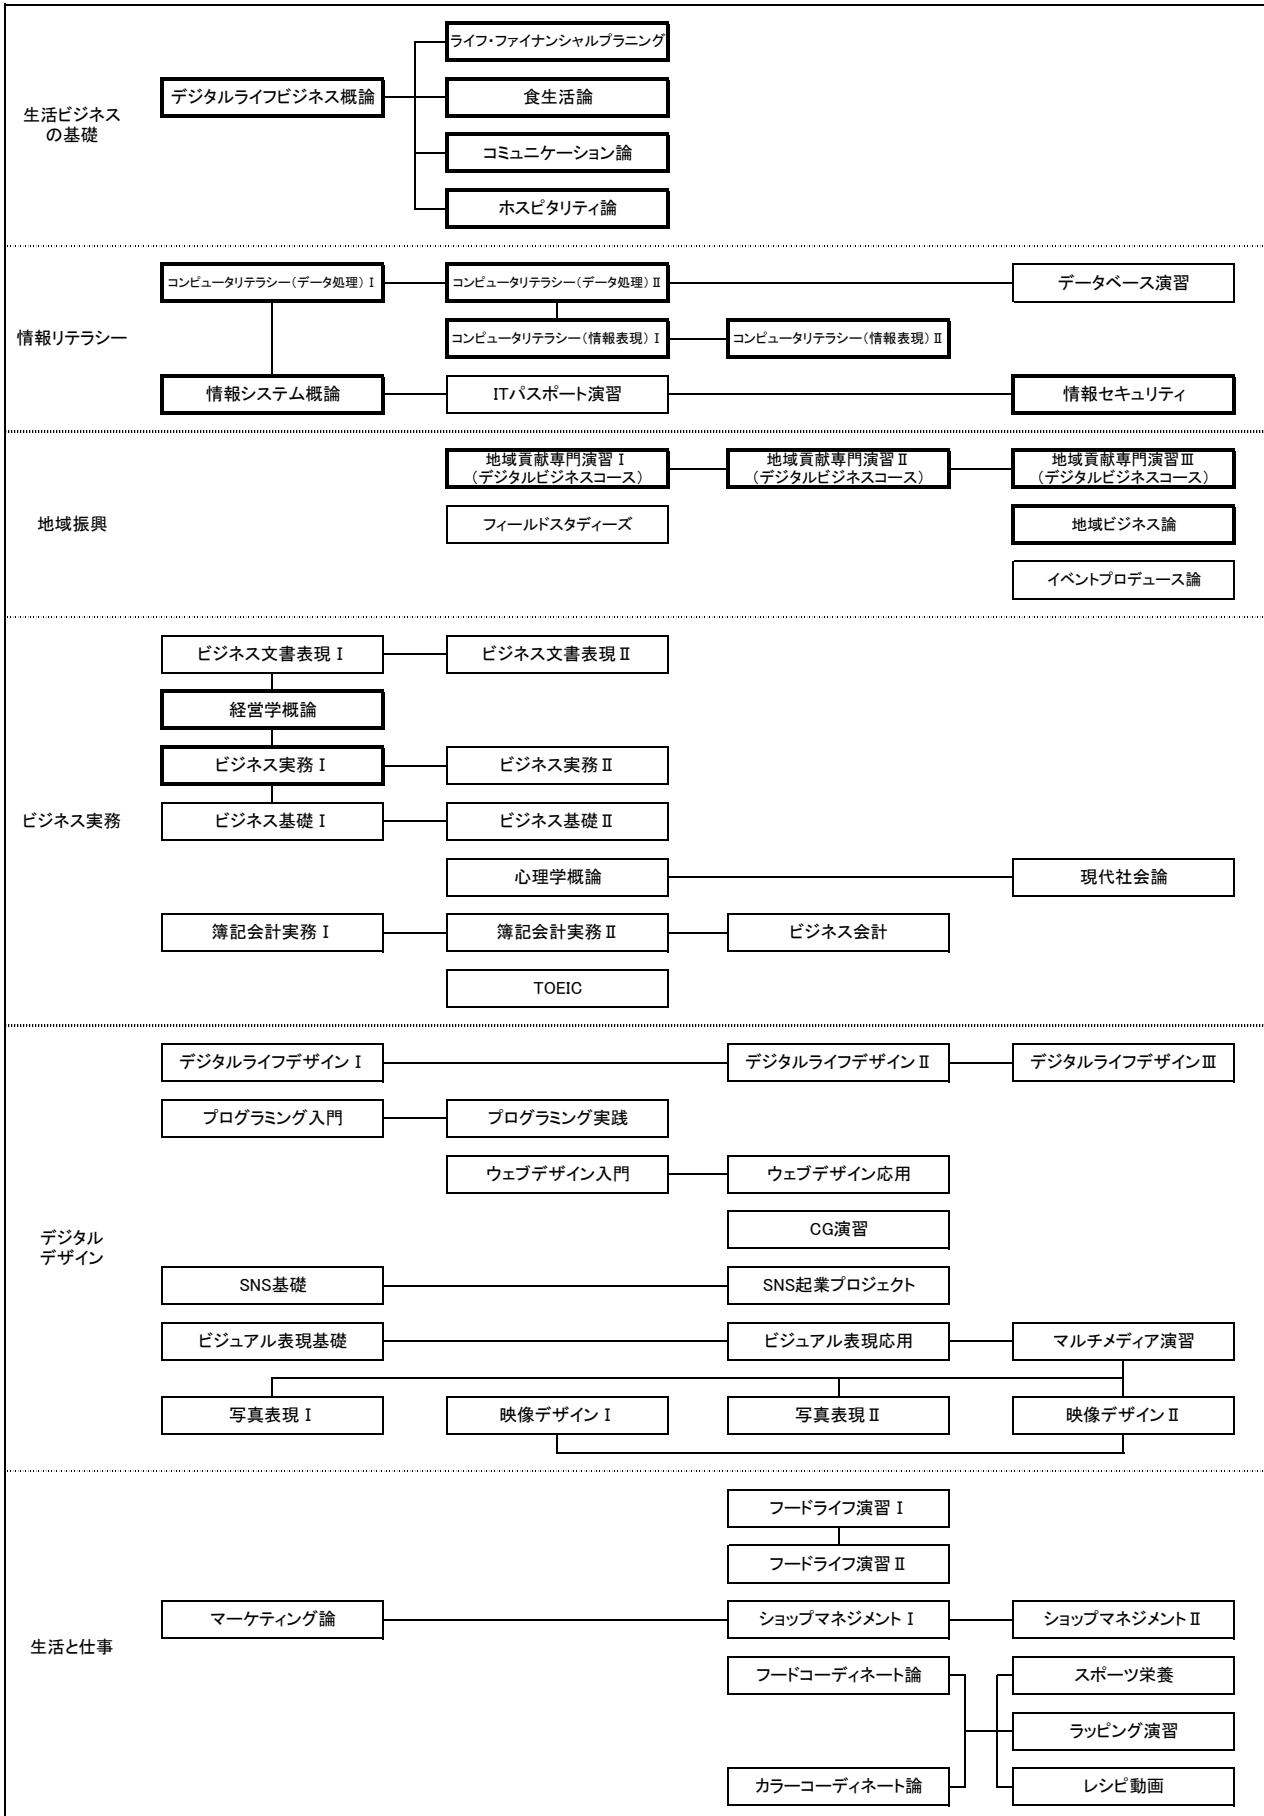 生活ビジネス
の基礎
デジタルライフビジネス概論
ライフ・ファイナンシャルプラニング
食生活論
コミュニケーション論
ホスピタリティ論
情報リテラシー
コンピュータリテラシー(データ処理)Ⅰ
コンピュータリテラシー(データ処理)Ⅱ
データベース演習
コンピュータリテラシー(情報表現)Ⅰ
コンピュータリテラシー(情報表現)Ⅱ
情報システム概論
ITパスポート演習
情報セキュリティ
地域振興
地域貢献専門演習Ⅰ
(デジタルビジネスコース)
地域貢献専門演習Ⅱ
(デジタルビジネスコース)
地域貢献専門演習Ⅲ
(デジタルビジネスコース)
フィールドスタディーズ
地域ビジネス論
イベントプロデュース論
ビジネス実務
ビジネス文書表現Ⅰ
ビジネス文書表現Ⅱ
経営学概論
ビジネス実務Ⅰ
ビジネス実務Ⅱ
ビジネス基礎Ⅰ
ビジネス基礎Ⅱ
心理学概論
現代社会論
簿記会計実務Ⅰ
簿記会計実務Ⅱ
ビジネス会計
TOEIC
デジタル
デザイン
デジタルライフデザインⅠ
デジタルライフデザインⅡ
デジタルライフデザインⅢ
プログラミング入門
プログラミング実践
ウェブデザイン入門
ウェブデザイン応用
CG演習
SNS基礎
SNS起業プロジェクト
ビジュアル表現基礎
ビジュアル表現応用
マルチメディア演習
写真表現Ⅰ
映像デザインⅠ
写真表現Ⅱ
映像デザインⅡ
生活と仕事
フードライフ演習Ⅰ
フードライフ演習Ⅱ
マーケティング論
ショップマネジメントⅠ
ショップマネジメントⅡ
フードコーディネート論
スポーツ栄養
ラッピング演習
カラーコーディネート論
レシピ動画